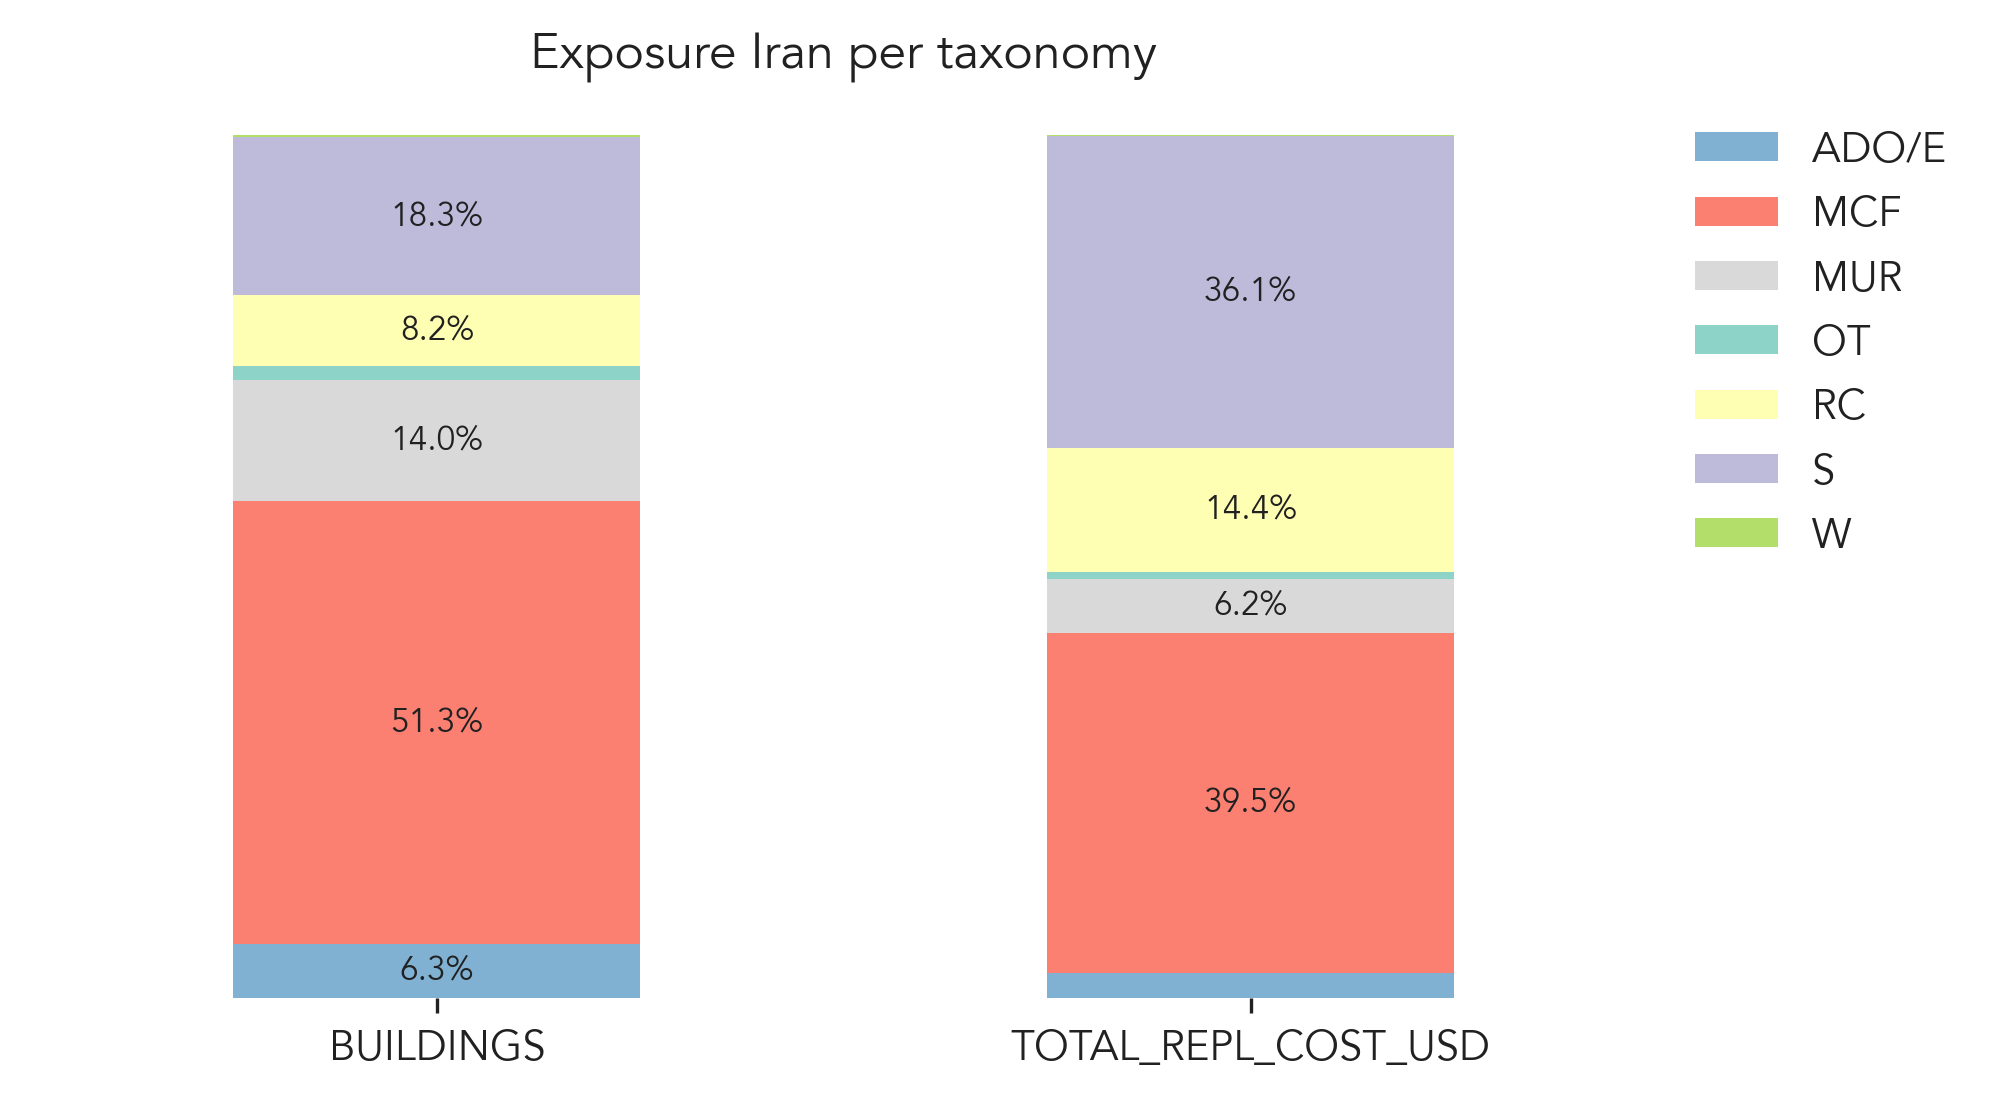 Exposure Iran per taxonomy
18.3%
8.2%
14.0%
51.3%
6.3%
BUILDINGS
36.1%
14.4%
6.2%
39.5%
TOTAL_REPL_COST_USD
ADO/E
MCF
MUR
OT
RC
S
W